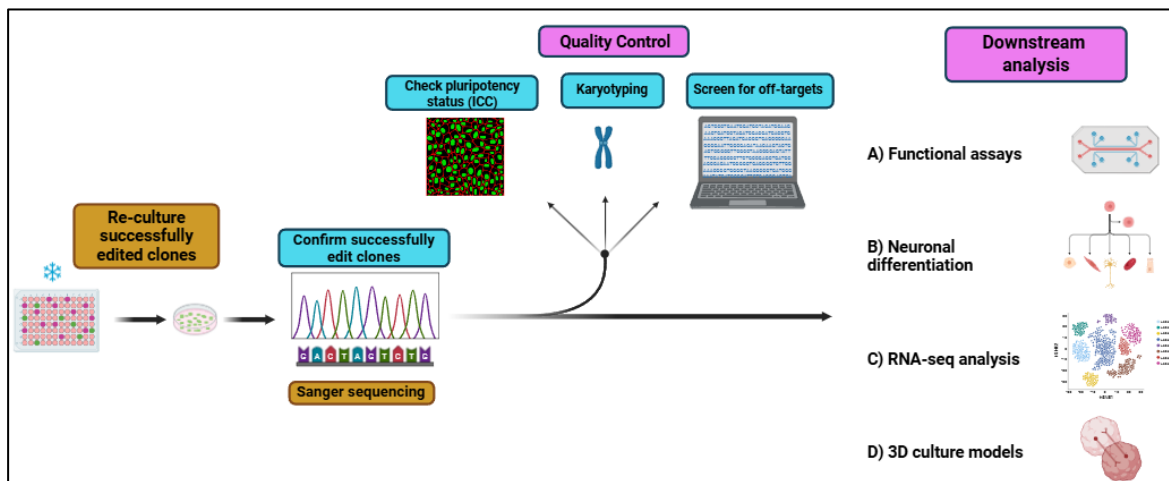 Quality Control
Downstream
analysis
Check pluripotency
status (ICC)
Karyotyping
Screen for off-targets
A) Functional assays
Re-culture
successfully
edited clones
Confirm successfully
edit clones
B) Neuronal
differentiation
G A C T A G T C T G
Sanger sequencing
C) RNA-seq analysis
D) 3D culture models